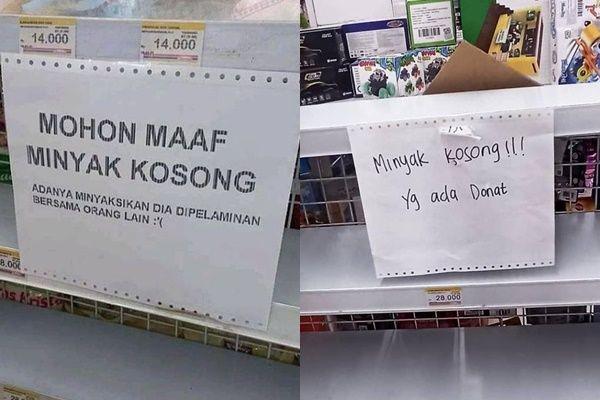 14.000
14.000
MOHON MAAF
MINYAK KOSONG
ADANYA MINYAKSIKAN DIA DIPELAMINAN
BERSAMA ORANG LAIN :'(
Minyak kosong!!!
Yg ada Donat
28.000